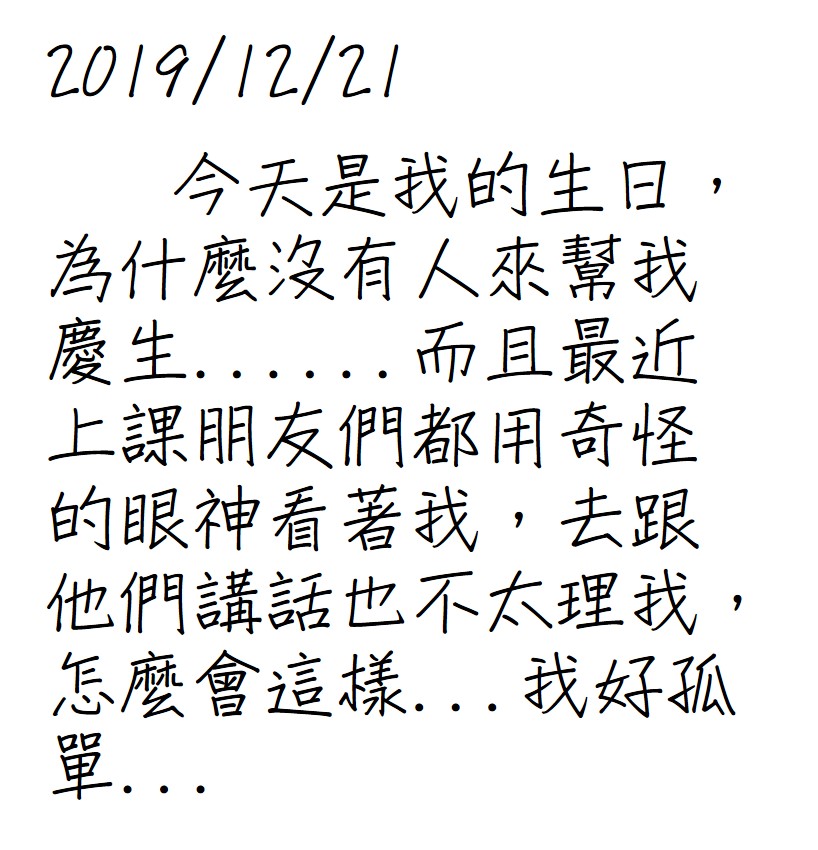 2019/12/21
今天是我的生日，
為什麼沒有人來幫我
慶生......而且最近
上課朋友們都用奇怪
的眼神看著我，去跟
他們講話也不太理我，
怎麼會這樣...我好孤
單...